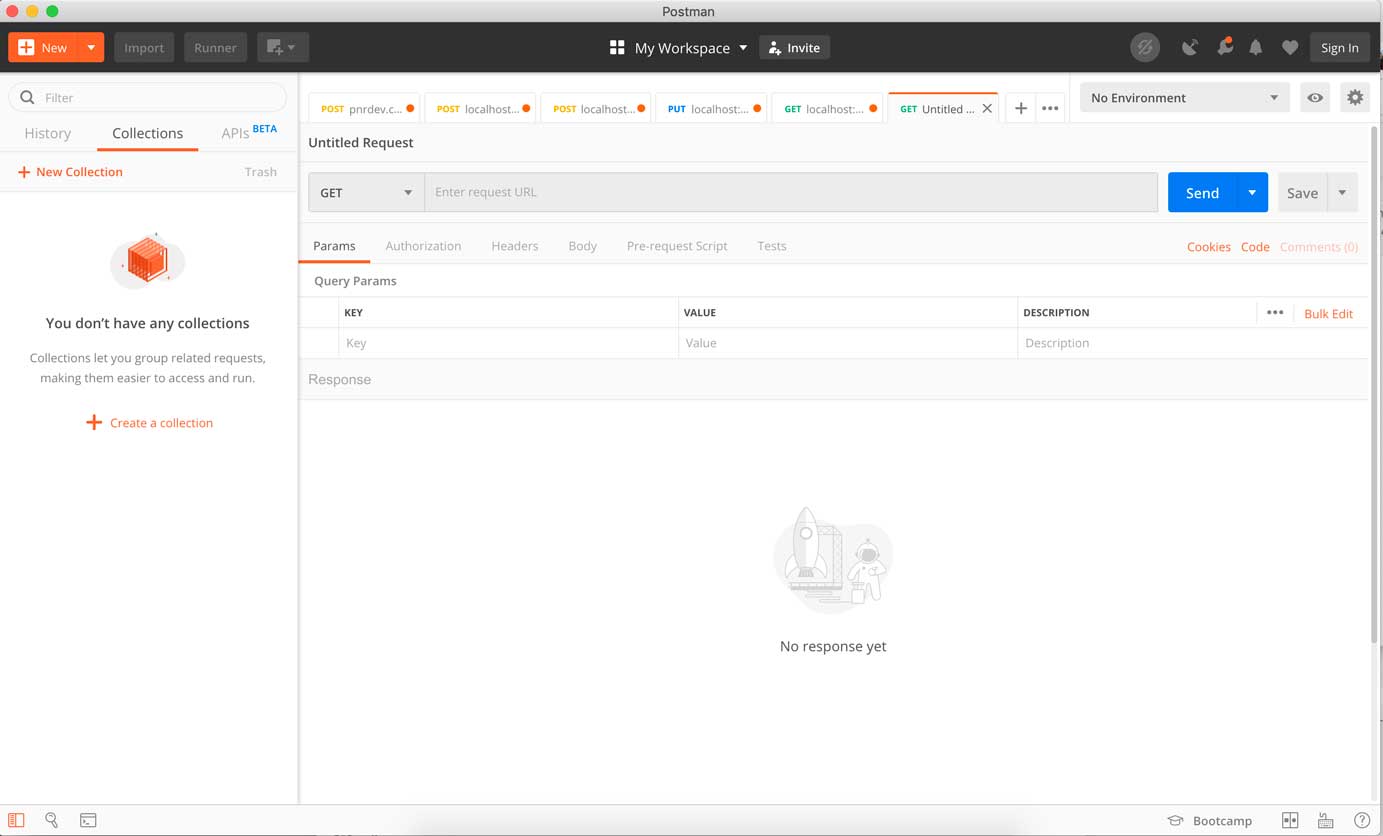 Postman
New
Import
Runner
My Workspace
Invite
Sign In
Filter
History
Collections
APIs BETA
New Collection
Trash
You don't have any collections
Collections let you group related requests,
making them easier to access and run.
Create a collection
POST pnrdev.c...
POST localhost...
POST localhost...
PUT localhost:...
GET localhost:...
GET Untitled ...
No Environment
Untitled Request
GET
Enter request URL
Send
Save
Params
Authorization
Headers
Body
Pre-request Script
Tests
Cookies
Code
Comments (0)
Query Params
KEY
VALUE
DESCRIPTION
Bulk Edit
Key
Value
Description
Response
No response yet
Bootcamp